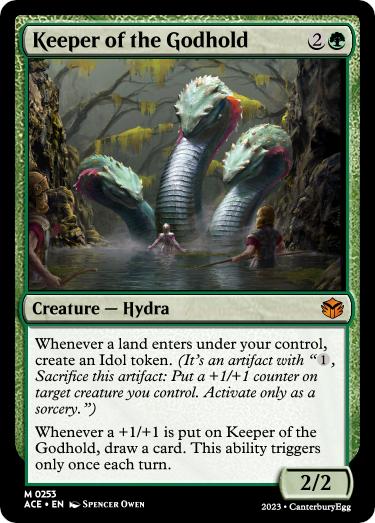 Keeper of the Godhold 2
Creature — Hydra
Whenever a land enters under your control,
create an Idol token. (It's an artifact with “1,
Sacrifice this artifact: Put a +1/+1 counter on
target creature you control. Activate only as a
sorcery.”)
Whenever a +1/+1 is put on Keeper of the
Godhold, draw a card. This ability triggers
only once each turn.
2/2
M 0253
ACE • EN SPENCER OWEN
2023 • CanterburyEgg